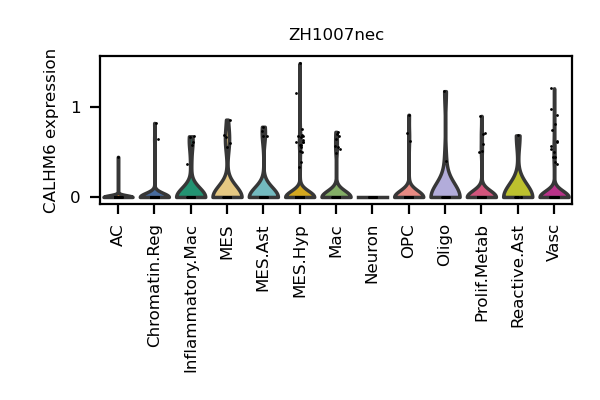 ZH1007nec
CALHM6 expression
1
0
AC
Chromatin.Reg
Inflammatory.Mac
MES
MES.Ast
MES.Hyp
Mac
Neuron
OPC
Oligo
Prolif.Metab
Reactive.Ast
Vasc